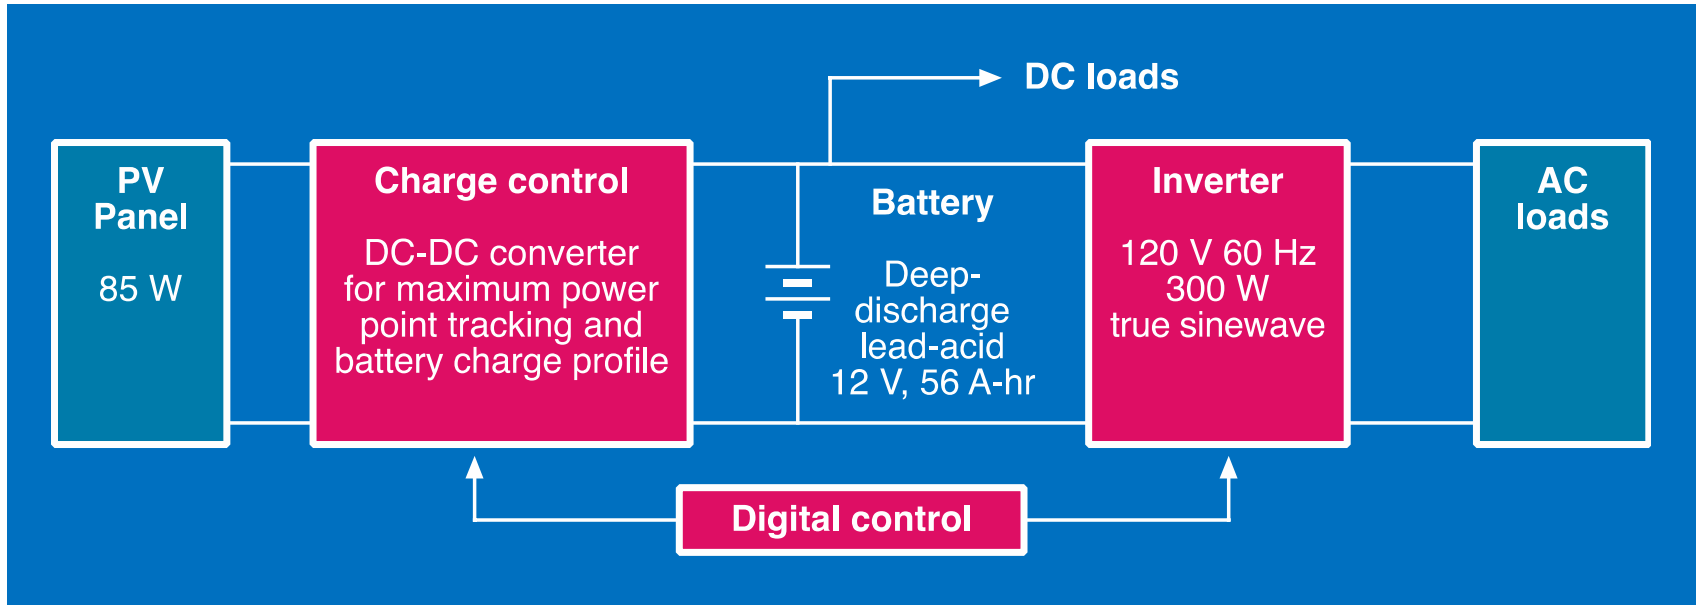 DC loads
PV
Panel
85 W
Charge control
DC-DC converter
for maximum power
point tracking and
battery charge profile
Battery
Deep-
discharge
lead-acid
12 V, 56 A-hr
Inverter
120 V 60 Hz
300 W
true sinewave
AC
loads
Digital control